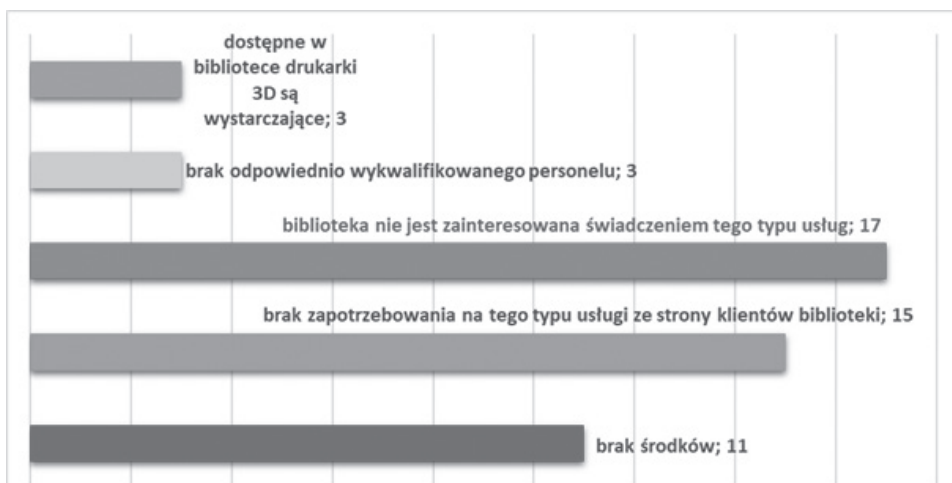 dostępne w
bibliotece drukarki
3D są
wystarczające; 3
brak odpowiednio wykwalifikowanego personelu; 3
biblioteka nie jest zainteresowana świadczeniem tego typu usług; 17
brak zapotrzebowania na tego typu usługi ze strony klientów biblioteki; 15
brak środków; 11